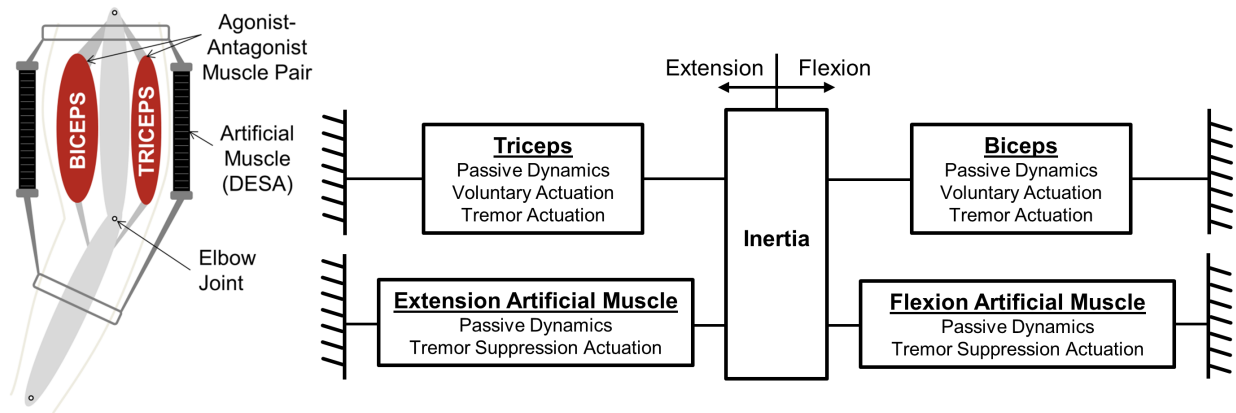 Agonist-
Antagonist
Muscle Pair
BICEPS
TRICEPS
Artificial
Muscle
(DESA)
Elbow
Joint
Extension
Flexion
Triceps
Passive Dynamics
Voluntary Actuation
Tremor Actuation
Biceps
Passive Dynamics
Voluntary Actuation
Tremor Actuation
Inertia
Extension Artificial Muscle
Passive Dynamics
Tremor Suppression Actuation
Flexion Artificial Muscle
Passive Dynamics
Tremor Suppression Actuation